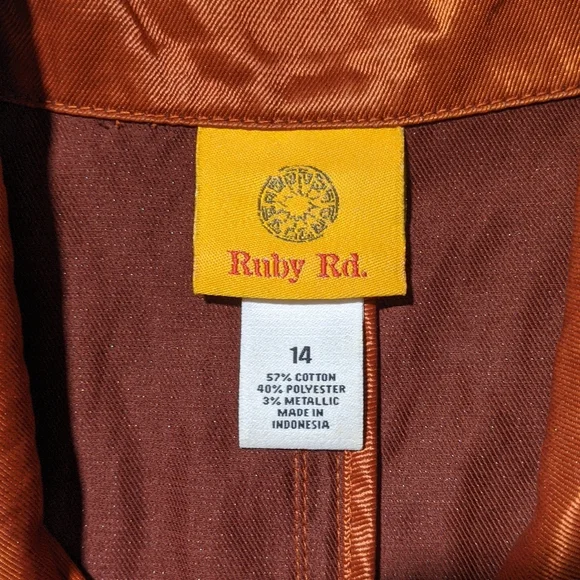 Ruby Rd.
14
57% COTTON
40% POLYESTER
3% METALLIC
MADE IN
INDONESIA